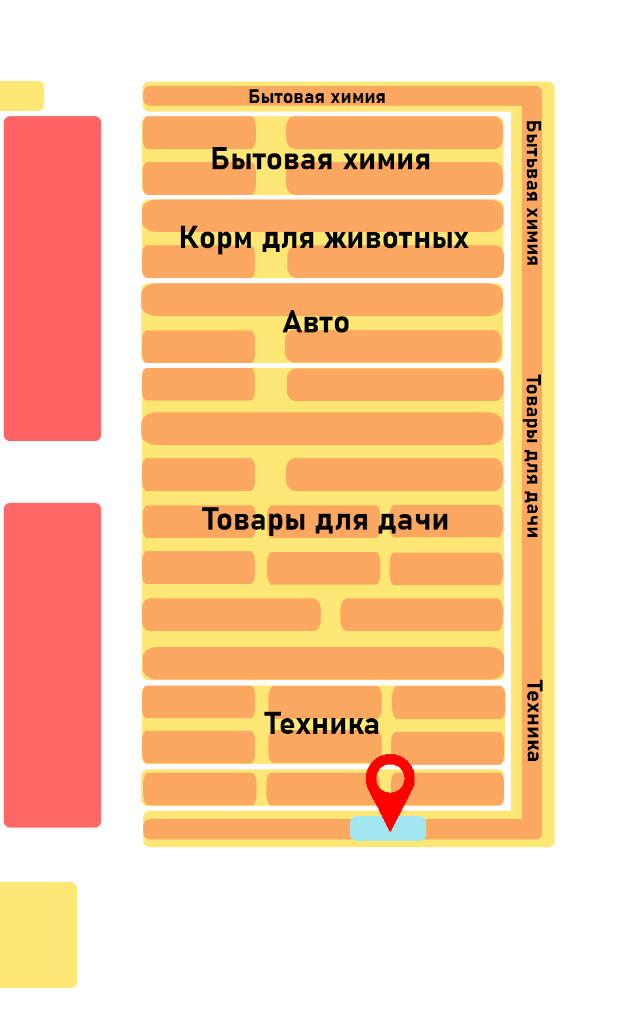 Бытовая химия
Бытовая химия
Бытьвая химия
Корм для животных
Авто
Товары для дачи
Товары для дачи
Техника
Техника